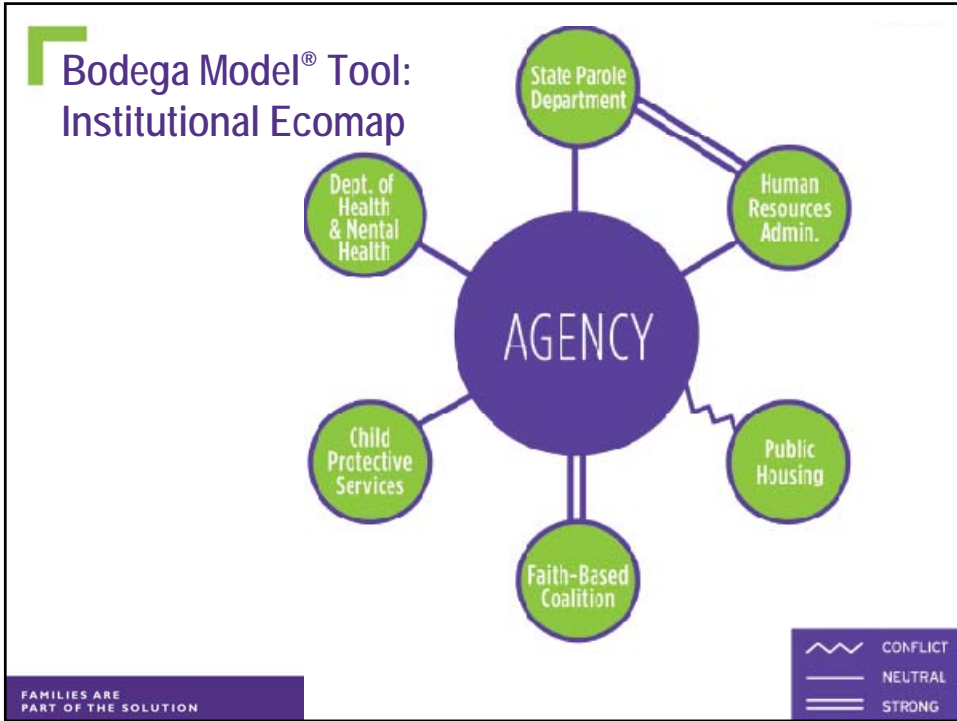 Bodega Model® Tool:
Institutional Ecomap
State Parole
Department
Human
Resources
Admin.
Dept. of
Health
& Nental
Health
AGENCY
Child
Protective
Services
Public
Housing
Faith-Based
Coalition
CONFLICT
NEUTRAL
STRONG
FAMILIES ARE
PART OF THE SOLUTION